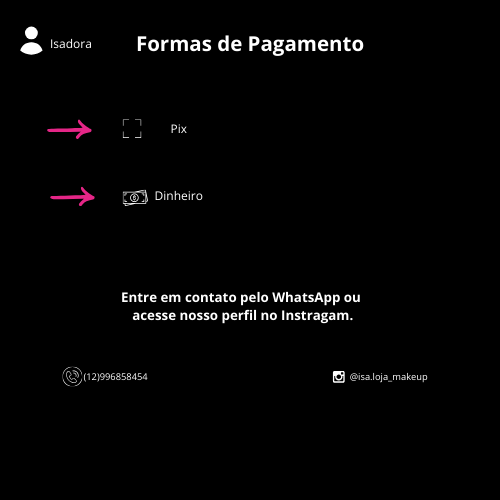 Isadora
Formas de Pagamento
Pix
Dinheiro
Entre em contato pelo WhatsApp ou
acesse nosso perfil no Instragam.
(12)996858454
@isa.loja_makeup